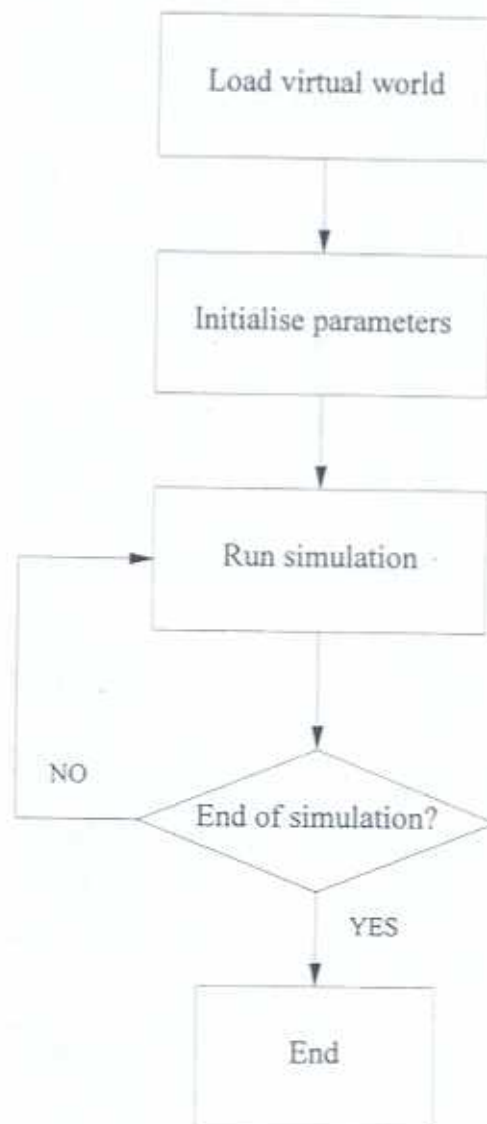 Load virtual world
Initialise parameters
Run simulation
NO
End of simulation?
YES
End